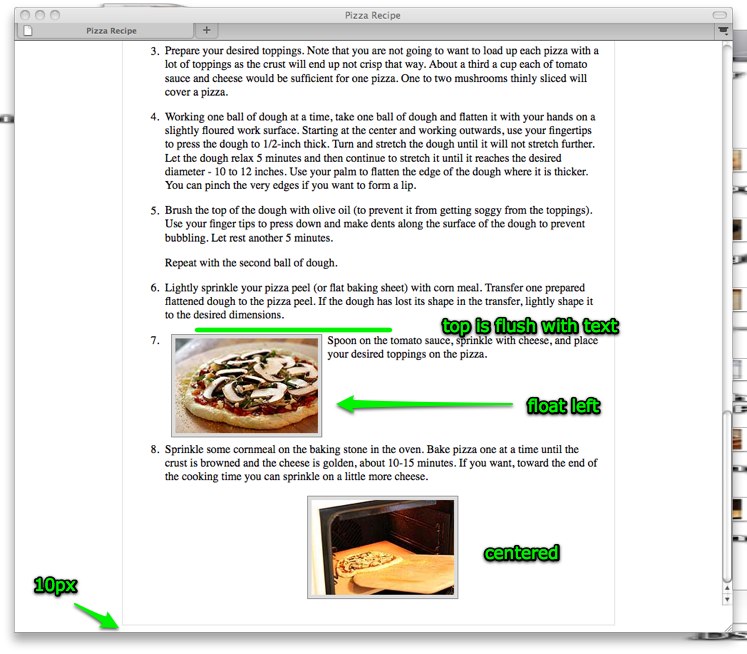 Pizza Recipe
Pizza Recipe
3. Prepare your desired toppings. Note that you are not going to want to load up each pizza with a
lot of toppings as the crust will end up not crisp that way. About a third a cup each of tomato
sauce and cheese would be sufficient for one pizza. One to two mushrooms thinly sliced will
cover a pizza.
4. Working one ball of dough at a time, take one ball of dough and flatten it with your hands on a
slightly floured work surface. Starting at the center and working outwards, use your fingertips
to press the dough to 1/2-inch thick. Turn and stretch the dough until it will not stretch further.
Let the dough relax 5 minutes and then continue to stretch it until it reaches the desired
diameter - 10 to 12 inches. Use your palm to flatten the edge of the dough where it is thicker.
You can pinch the very edges if you want to form a lip.
5. Brush the top of the dough with olive oil (to prevent it from getting soggy from the toppings).
Use your finger tips to press down and make dents along the surface of the dough to prevent
bubbling. Let rest another 5 minutes.
Repeat with the second ball of dough.
6. Lightly sprinkle your pizza peel (or flat baking sheet) with corn meal. Transfer one prepared
flattened dough to the pizza peel. If the dough has lost its shape in the transfer, lightly shape it
to the desired dimensions.
top is flush with text
7. Spoon on the tomato sauce, sprinkle with cheese, and place
your desired toppings on the pizza.
float left
8. Sprinkle some cornmeal on the baking stone in the oven. Bake pizza one at a time until the
crust is browned and the cheese is golden, about 10-15 minutes. If you want, toward the end of
the cooking time you can sprinkle on a little more cheese.
centered
10px